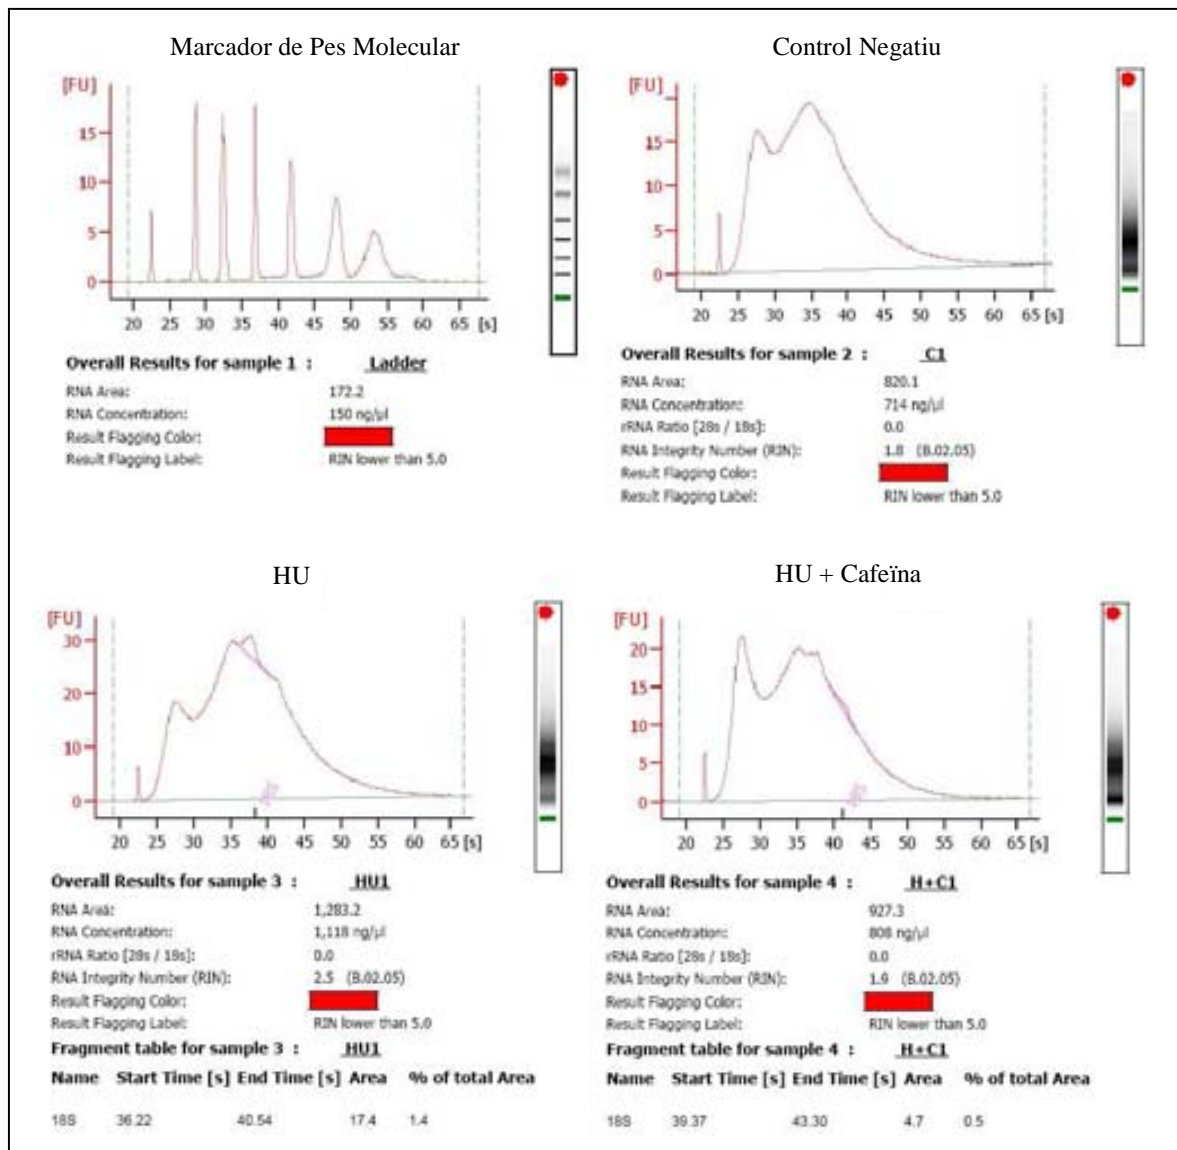 Marcador de Pes Molecular
[FU]
15
10
5
0
20 25 30 35 40 45 50 55 60 65 [s]
Overall Results for sample 1 : Ladder
RNA Area: 172.2
RNA Concentration: 150 ng/µl
Result Flagging Color:
Result Flagging Label: RIN lower than 5.0
Control Negatiu
[FU]
15
10
5
0
20 25 30 35 40 45 50 55 60 65 [s]
Overall Results for sample 2 : C1
RNA Area: 820.1
RNA Concentration: 714 ng/µl
rRNA Ratio [28s / 18s]: 0.0
RNA Integrity Number (RIN): 1.8 (B.02.05)
Result Flagging Color:
Result Flagging Label: RIN lower than 5.0
HU
[FU]
30
20
10
0
20 25 30 35 40 45 50 55 60 65 [s]
Overall Results for sample 3 : HU1
RNA Area: 1,283.2
RNA Concentration: 1,118 ng/µl
rRNA Ratio [28s / 18s]: 0.0
RNA Integrity Number (RIN): 2.5 (B.02.05)
Result Flagging Color:
Result Flagging Label: RIN lower than 5.0
Fragment table for sample 3 : HU1
Name Start Time [s] End Time [s] Area % of total Area
18S 36.22 40.54 17.4 1.4
HU + Cafeïna
[FU]
20
15
10
5
0
20 25 30 35 40 45 50 55 60 65 [s]
Overall Results for sample 4 : H+C1
RNA Area: 927.3
RNA Concentration: 808 ng/µl
rRNA Ratio [28s / 18s]: 0.0
RNA Integrity Number (RIN): 1.9 (B.02.05)
Result Flagging Color:
Result Flagging Label: RIN lower than 5.0
Fragment table for sample 4 : H+C1
Name Start Time [s] End Time [s] Area % of total Area
18S 39.37 43.30 4.7 0.5